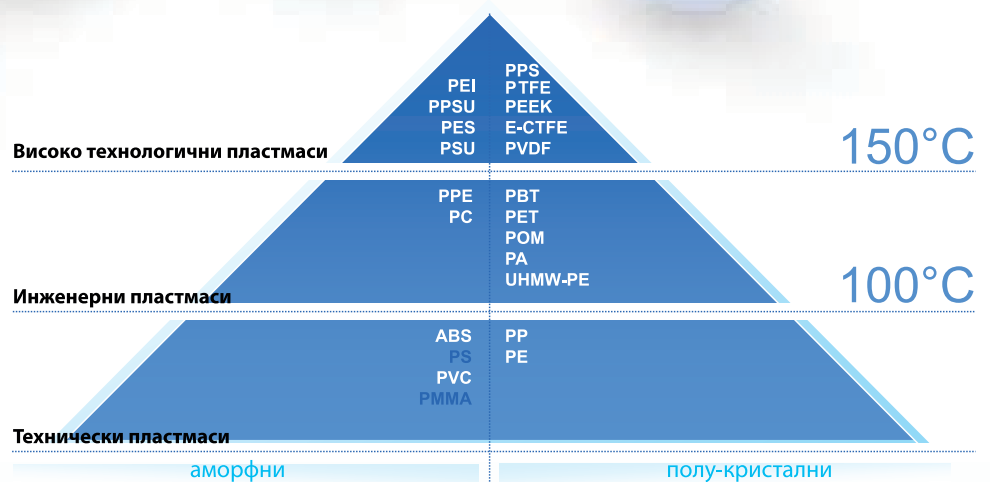 PEI
PPSU
PES
PSU
PPS
PTFE
PEEK
E-CTFE
PVDF
Високо технологични пластмаси
150°C
PPE
PC
PBT
PET
POM
PA
UHMW-PE
Инженерни пластмаси
100°C
ABS
PS
PVC
PMMA
PP
PE
Технически пластмаси
аморфни
полу-кристални